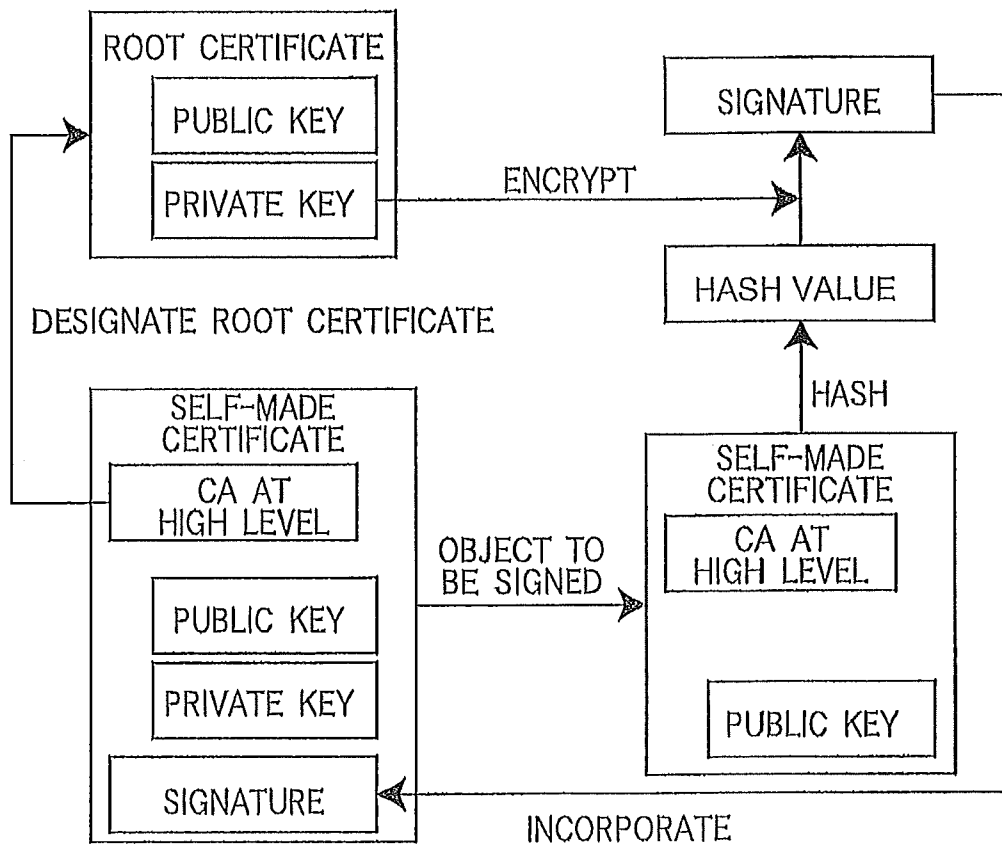 ROOT CERTIFICATE
PUBLIC KEY
PRIVATE KEY
SIGNATURE
ENCRYPT
HASH VALUE
DESIGNATE ROOT CERTIFICATE
HASH
SELF-MADE
CERTIFICATE
CA AT
HIGH LEVEL
PUBLIC KEY
PRIVATE KEY
SIGNATURE
OBJECT TO
BE SIGNED
SELF-MADE
CERTIFICATE
CA AT
HIGH LEVEL
PUBLIC KEY
INCORPORATE